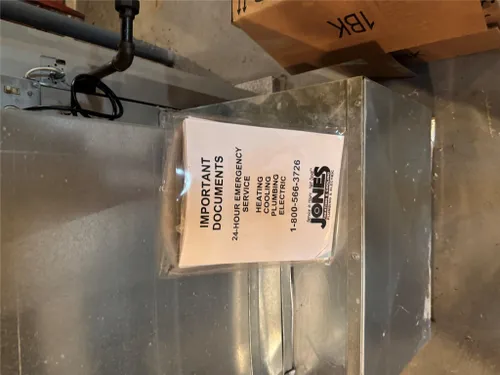 IMPORTANT
DOCUMENTS
24-HOUR EMERGENCY
SERVICE
HEATING
COOLING
PLUMBING
ELECTRIC
1-800-566-3726
JONES
1BK